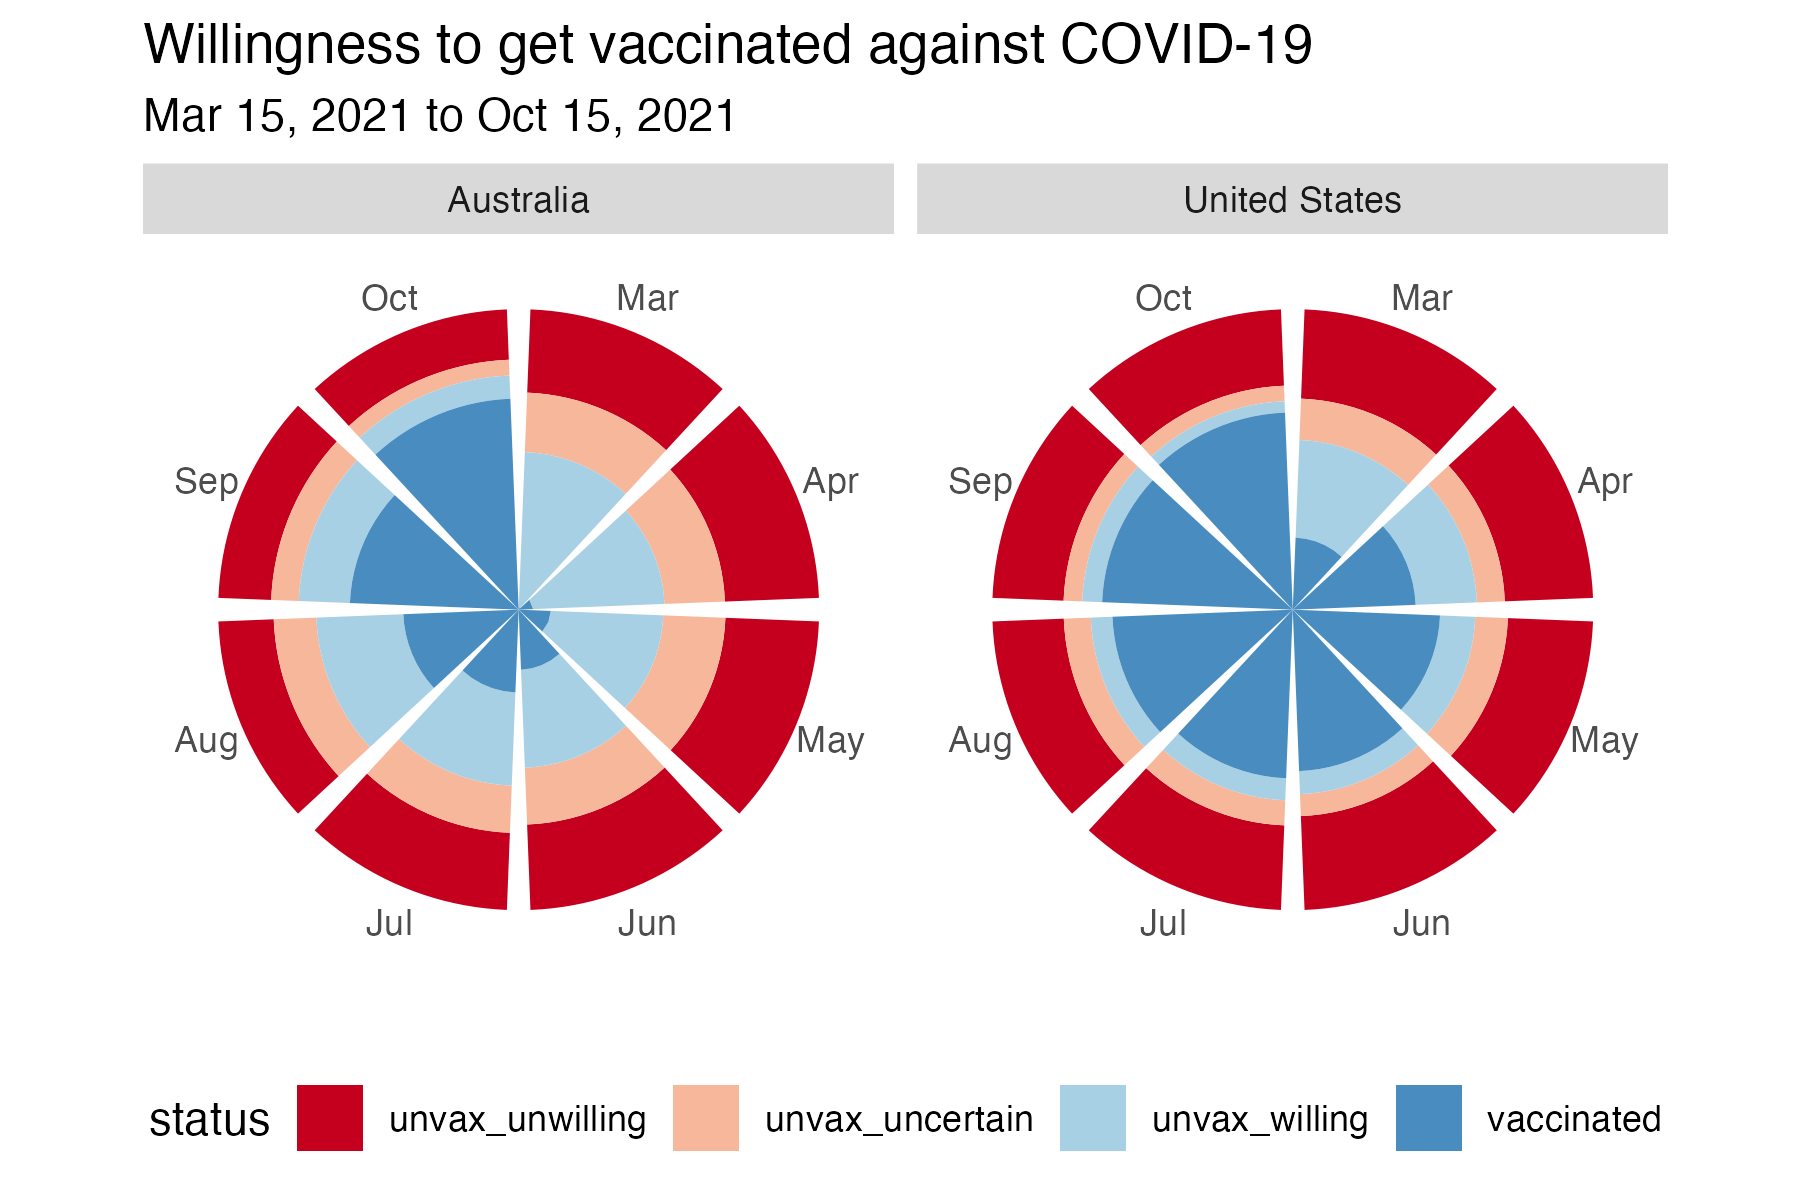 Willingness to get vaccinated against COVID-19
Mar 15, 2021 to Oct 15, 2021
Australia
Oct
Mar
Sep
Apr
Aug
May
Jul
Jun
United States
Oct
Mar
Sep
Apr
Aug
May
Jul
Jun
status unvax_unwilling unvax_uncertain unvax_willing vaccinated